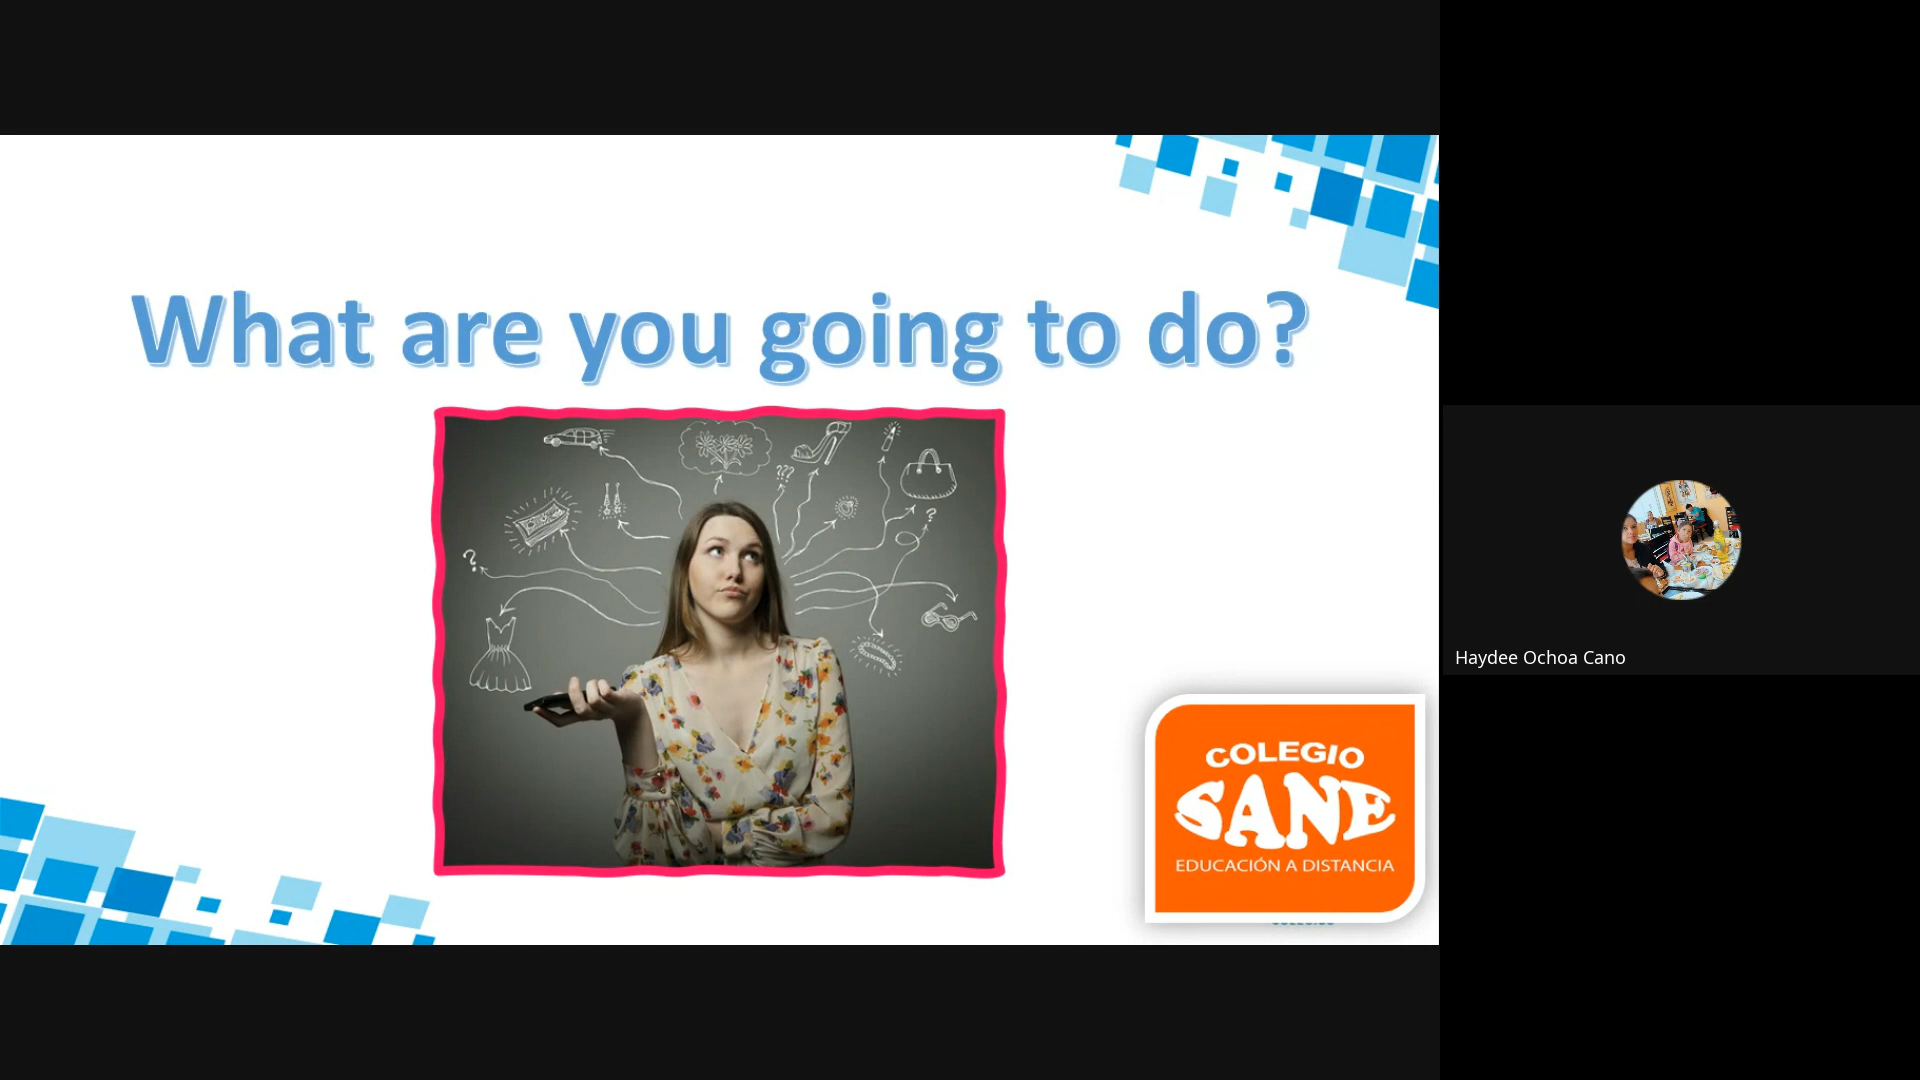 What are you going to do?
COLEGIO
SANE
EDUCACIÓN A DISTANCIA
Haydee Ochoa Cano